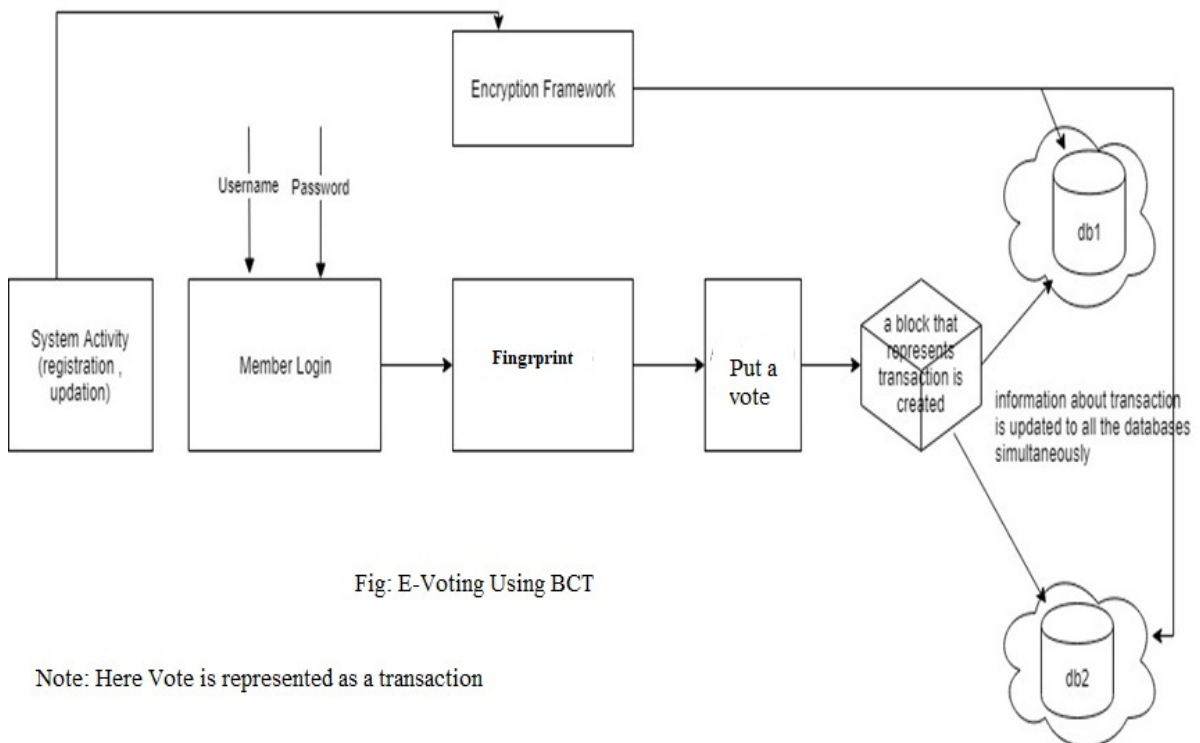 Encryption Framework
Username
Password
db1
System Activity
(registration ,
updation)
Member Login
Fingrprint
Put a
vote
a block that
represents
transaction is
created
information about transaction
is updated to all the databases
simultaneously
Fig: E-Voting Using BCT
db2
Note: Here Vote is represented as a transaction